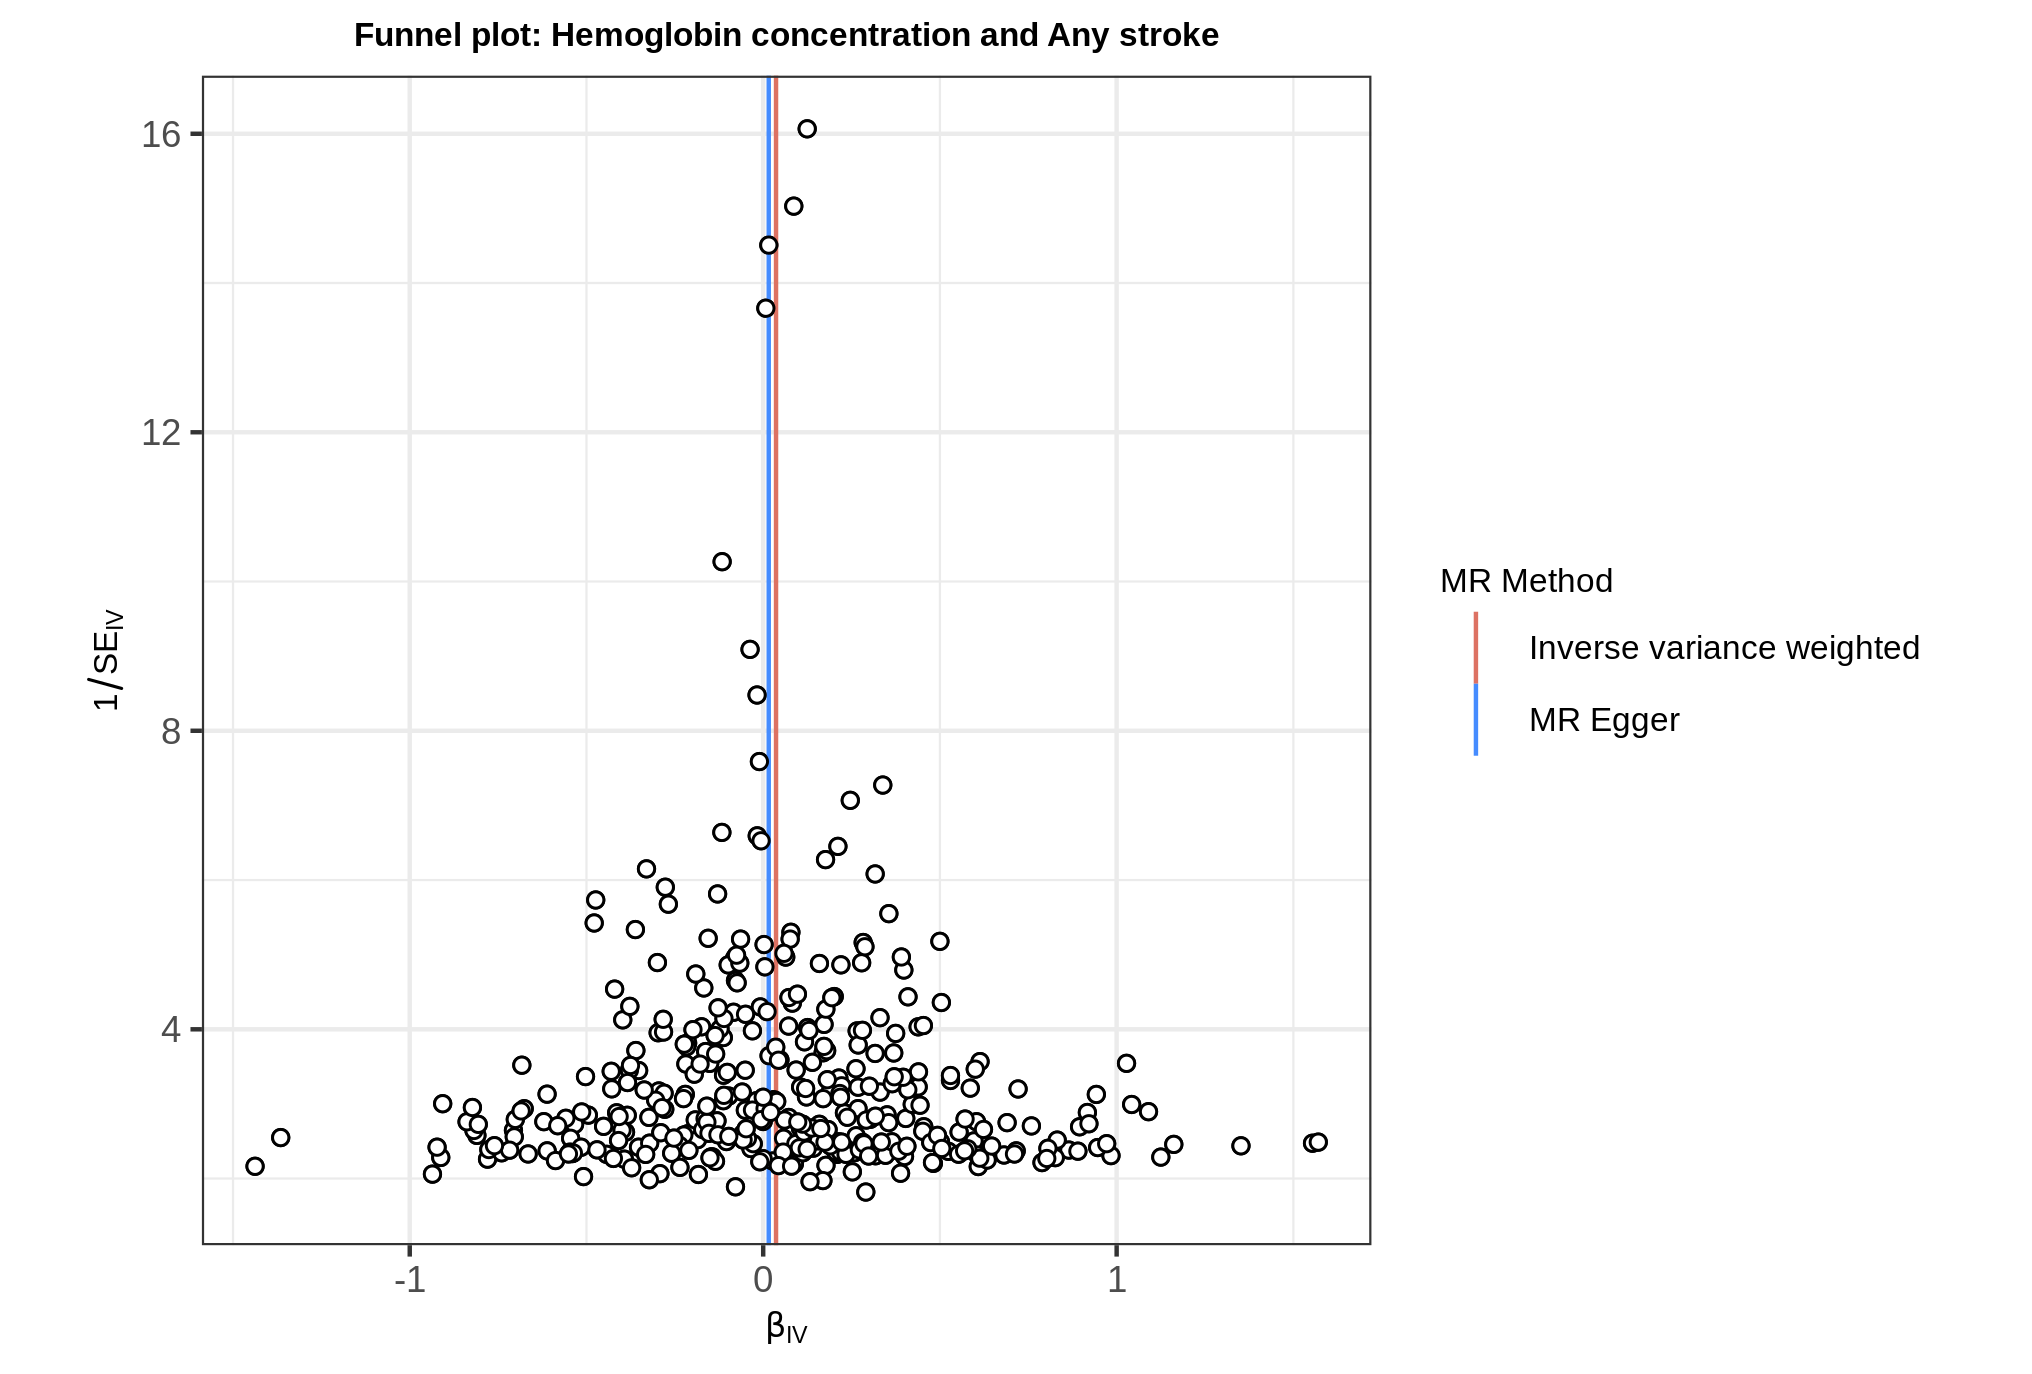 Funnel plot: Hemoglobin concentration and Any stroke
16
12
8
4
1/SE_IV
-1 0 1
β_IV
MR Method
Inverse variance weighted
MR Egger